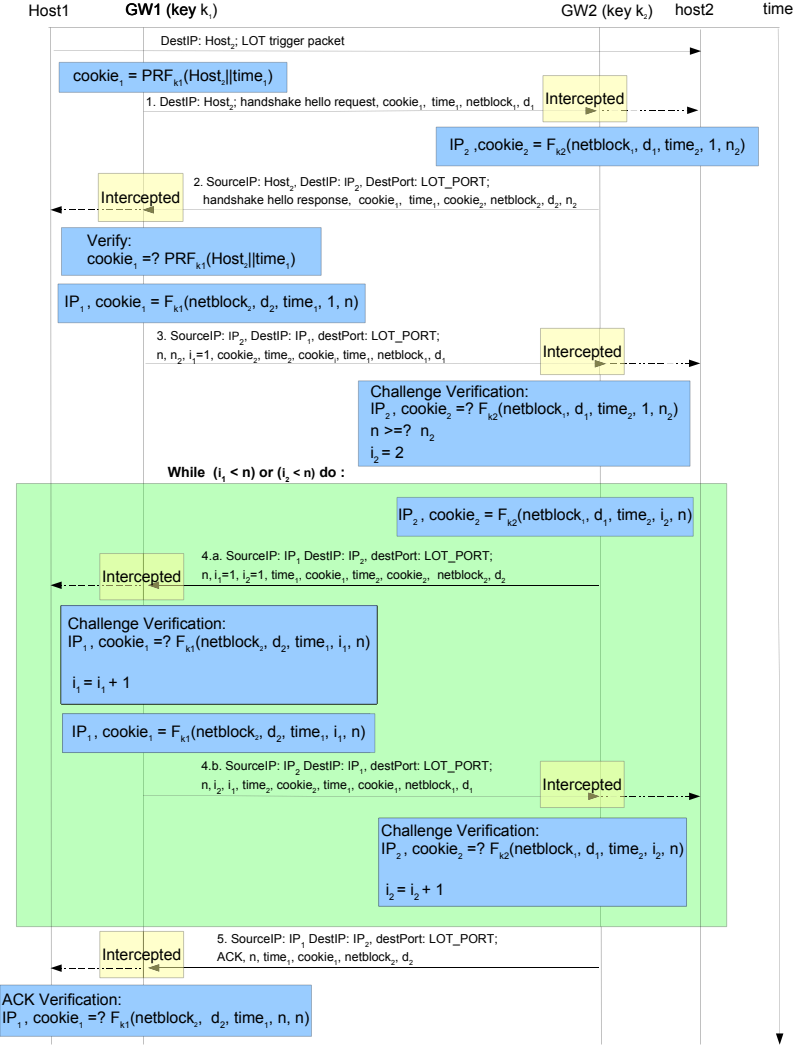 Host1 GW1 (key k₁) GW2 (key k₂) host2 time
DestIP: Host₂; LOT trigger packet
cookie₁ = PRFₖ₁(Host₂||time₁)
1. DestIP: Host₂; handshake hello request, cookie₁, time₁, netblock₁, d₁
Intercepted
IP₂ ,cookie₂ = Fₖ₂(netblock₁, d₁, time₂, 1, n₂)
2. SourceIP: Host₂, DestIP: IP₂, DestPort: LOT_PORT;
handshake hello response, cookie₁, time₁, cookie₂, netblock₂, d₂, n₂
Intercepted
Verify:
cookie₁ =? PRFₖ₁(Host₂||time₁)
IP₁ , cookie₁ = Fₖ₁(netblock₂, d₂, time₁, 1, n)
3. SourceIP: IP₂, DestIP: IP₁, destPort: LOT_PORT;
n, n₂, i₁=1, cookie₂, time₂, cookie₁, time₁, netblock₁, d₁
Intercepted
Challenge Verification:
IP₂ , cookie₂ =? Fₖ₂(netblock₁, d₁, time₂, 1, n₂)
n >=? n₂
i₂ = 2
While (i₁ < n) or (i₂ < n) do :
IP₂ , cookie₂ = Fₖ₂(netblock₁, d₁, time₂, i₂, n)
4.a. SourceIP: IP₁ DestIP: IP₂, destPort: LOT_PORT;
n, i₁=1, i₂=1, time₁, cookie₁, time₂, cookie₂, netblock₂, d₂
Intercepted
Challenge Verification:
IP₁ , cookie₁ =? Fₖ₁(netblock₂, d₂, time₁, i₁, n)
i₁ = i₁ + 1
IP₁ , cookie₁ = Fₖ₁(netblock₂, d₂, time₁, i₁, n)
4.b. SourceIP: IP₂ DestIP: IP₁, destPort: LOT_PORT;
n, i₂, i₁, time₂, cookie₂, time₁, cookie₁, netblock₁, d₁
Intercepted
Challenge Verification:
IP₂ , cookie₂ =? Fₖ₂(netblock₁, d₁, time₂, i₂, n)
i₂ = i₂ + 1
5. SourceIP: IP₁ DestIP: IP₂, destPort: LOT_PORT;
ACK, n, time₁, cookie₁, netblock₂, d₂
Intercepted
ACK Verification:
IP₁ , cookie₁ =? Fₖ₁(netblock₂, d₂, time₁, n, n)